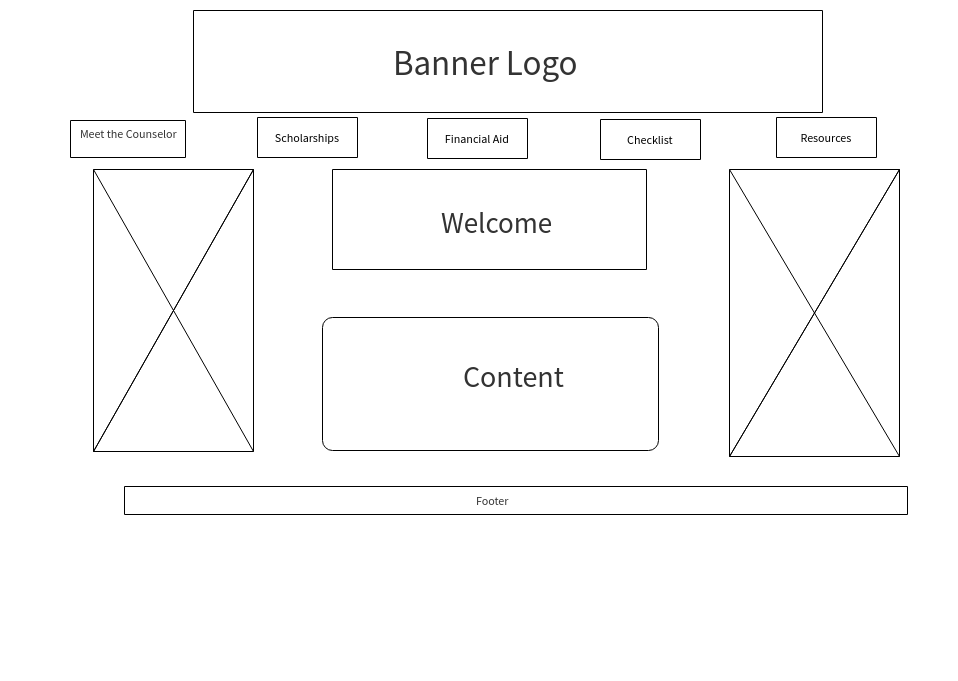 Banner Logo
Meet the Counselor
Scholarships
Financial Aid
Checklist
Resources
Welcome
Content
Footer